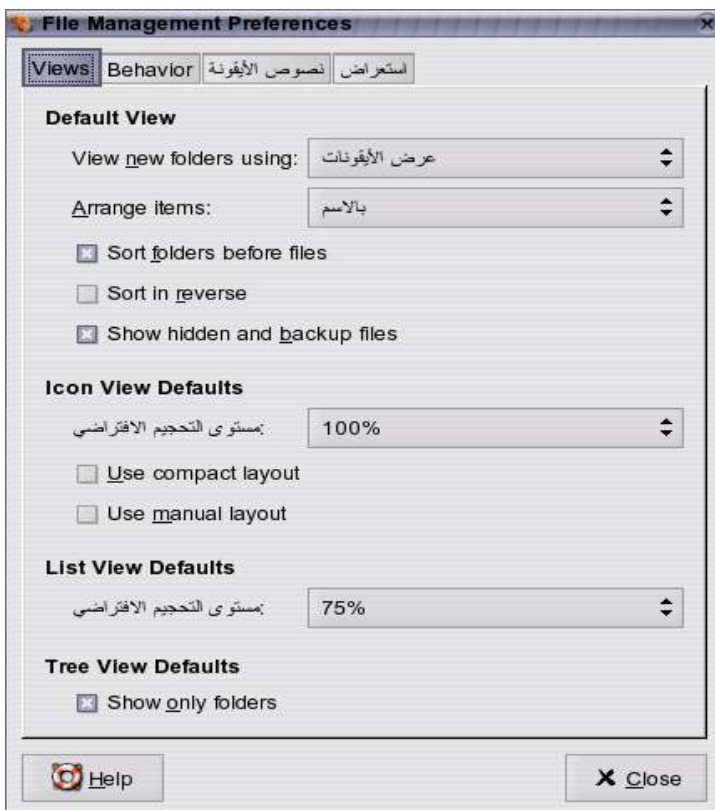 File Management Preferences
Views Behavior نصوص الأيقونة استعراض
Default View
View new folders using: عرض الأيقونات
Arrange items: بالاسم
Sort folders before files
Sort in reverse
Show hidden and backup files
Icon View Defaults
مستوى التحجيم الافتراضي: 100%
Use compact layout
Use manual layout
List View Defaults
مستوى التحجيم الافتراضي: 75%
Tree View Defaults
Show only folders
Help Close